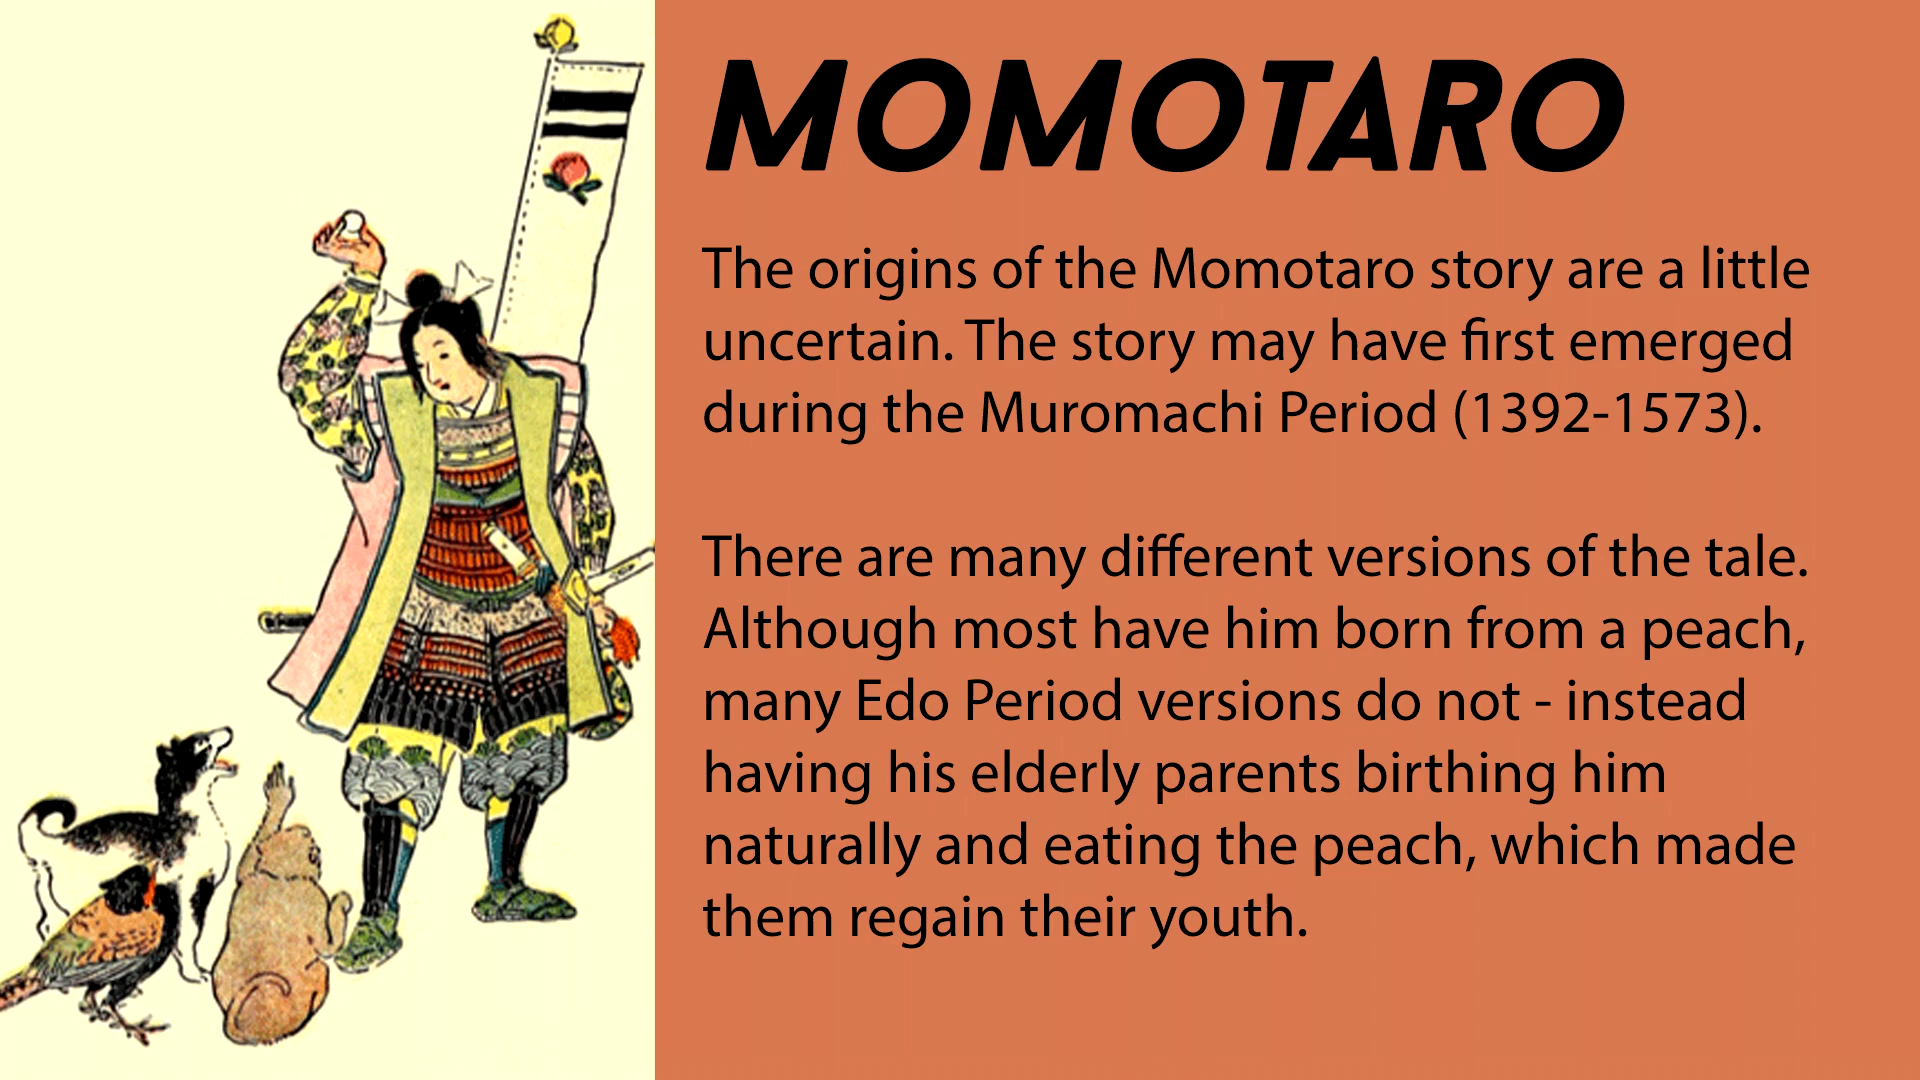 MOMOTARO
The origins of the Momotaro story are a little
uncertain. The story may have first emerged
during the Muromachi Period (1392-1573).
There are many different versions of the tale.
Although most have him born from a peach,
many Edo Period versions do not - instead
having his elderly parents birthing him
naturally and eating the peach, which made
them regain their youth.